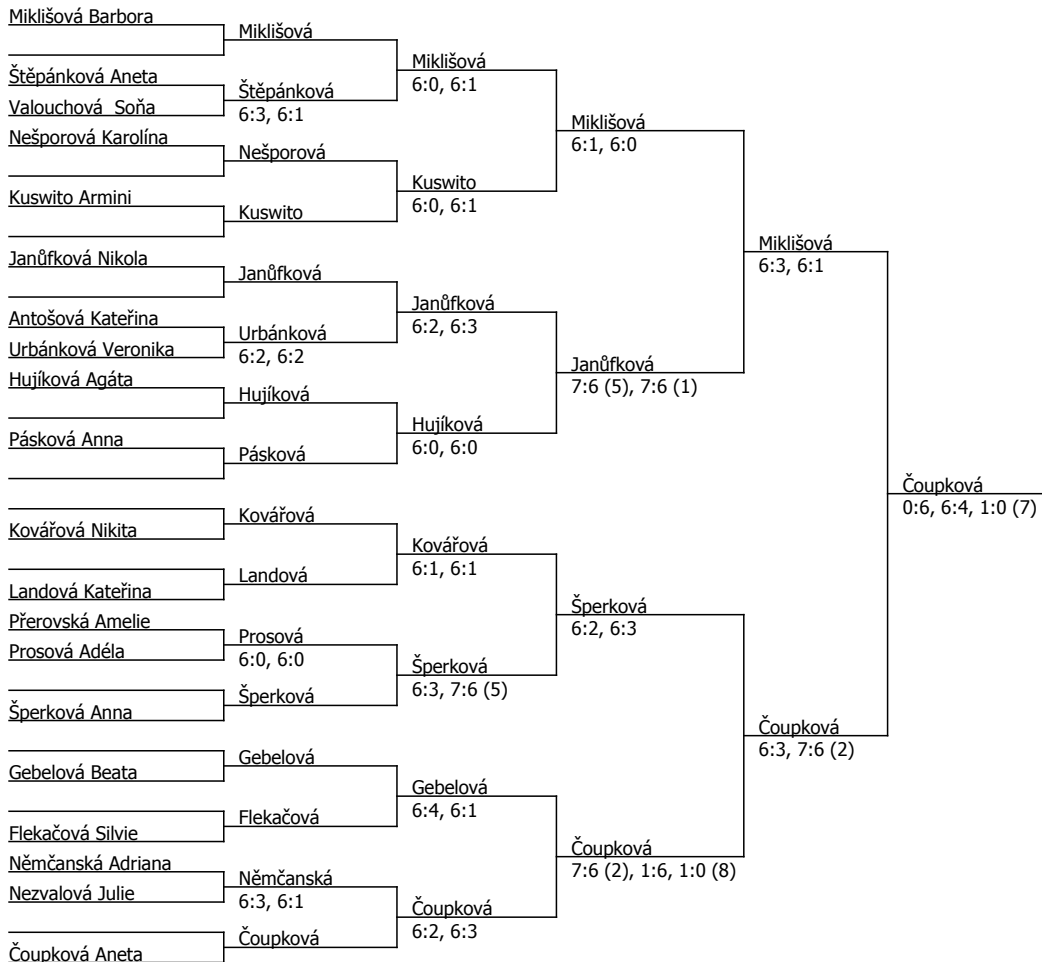 Miklišová Barbora
Miklišová
Miklišová
6:0, 6:1
Štěpánková Aneta
Štěpánková
Valouchová  Soňa
6:3, 6:1
Miklišová
6:1, 6:0
Nešporová Karolína
Nešporová
Kuswito
6:0, 6:1
Kuswito Armini
Kuswito
Miklišová
6:3, 6:1
Janůfková Nikola
Janůfková
Janůfková
6:2, 6:3
Antošová Kateřina
Urbánková
Urbánková Veronika
6:2, 6:2
Janůfková
7:6 (5), 7:6 (1)
Hujíková Agáta
Hujíková
Hujíková
6:0, 6:0
Pásková Anna
Pásková
Čoupková
0:6, 6:4, 1:0 (7)
Kovářová
Kovářová Nikita
Kovářová
6:1, 6:1
Landová
Landová Kateřina
Šperková
6:2, 6:3
Přerovská Amelie
Prosová
Prosová Adéla
6:0, 6:0
Šperková
6:3, 7:6 (5)
Šperková
Šperková Anna
Čoupková
6:3, 7:6 (2)
Gebelová
Gebelová Beata
Gebelová
6:4, 6:1
Flekačová
Flekačová Silvie
Čoupková
7:6 (2), 1:6, 1:0 (8)
Němčanská Adriana
Němčanská
Nezvalová Julie
6:3, 6:1
Čoupková
6:2, 6:3
Čoupková
Čoupková Aneta